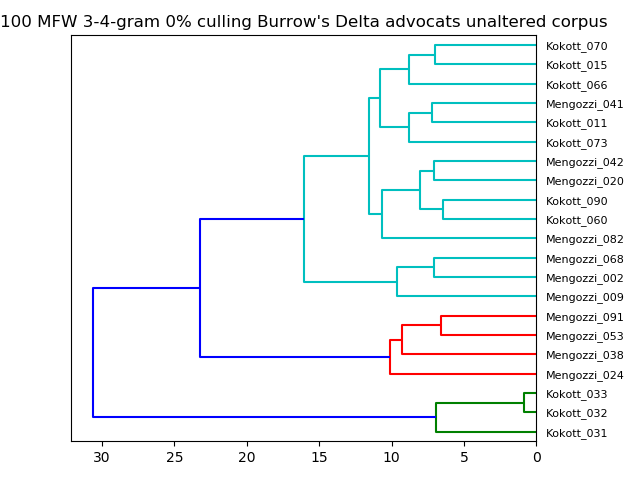 100 MFW 3-4-gram 0% culling Burrow's Delta advocats unaltered corpus
Kokott_070
Kokott_015
Kokott_066
Mengozzi_041
Kokott_011
Kokott_073
Mengozzi_042
Mengozzi_020
Kokott_090
Kokott_060
Mengozzi_082
Mengozzi_068
Mengozzi_002
Mengozzi_009
Mengozzi_091
Mengozzi_053
Mengozzi_038
Mengozzi_024
Kokott_033
Kokott_032
Kokott_031
30 25 20 15 10 5 0